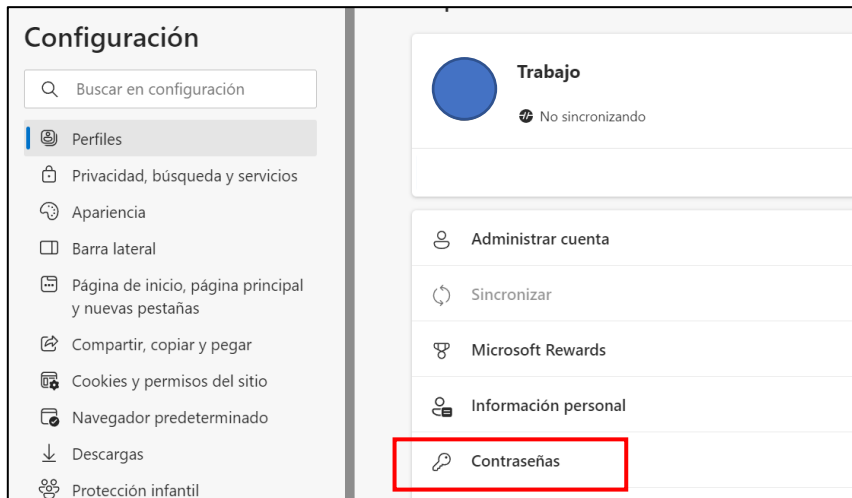 Configuración
Buscar en configuración
Perfiles
Privacidad, búsqueda y servicios
Apariencia
Barra lateral
Página de inicio, página principal
y nuevas pestañas
Compartir, copiar y pegar
Cookies y permisos del sitio
Navegador predeterminado
Descargas
Protección infantil
Trabajo
No sincronizando
Administrar cuenta
Sincronizar
Microsoft Rewards
Información personal
Contraseñas